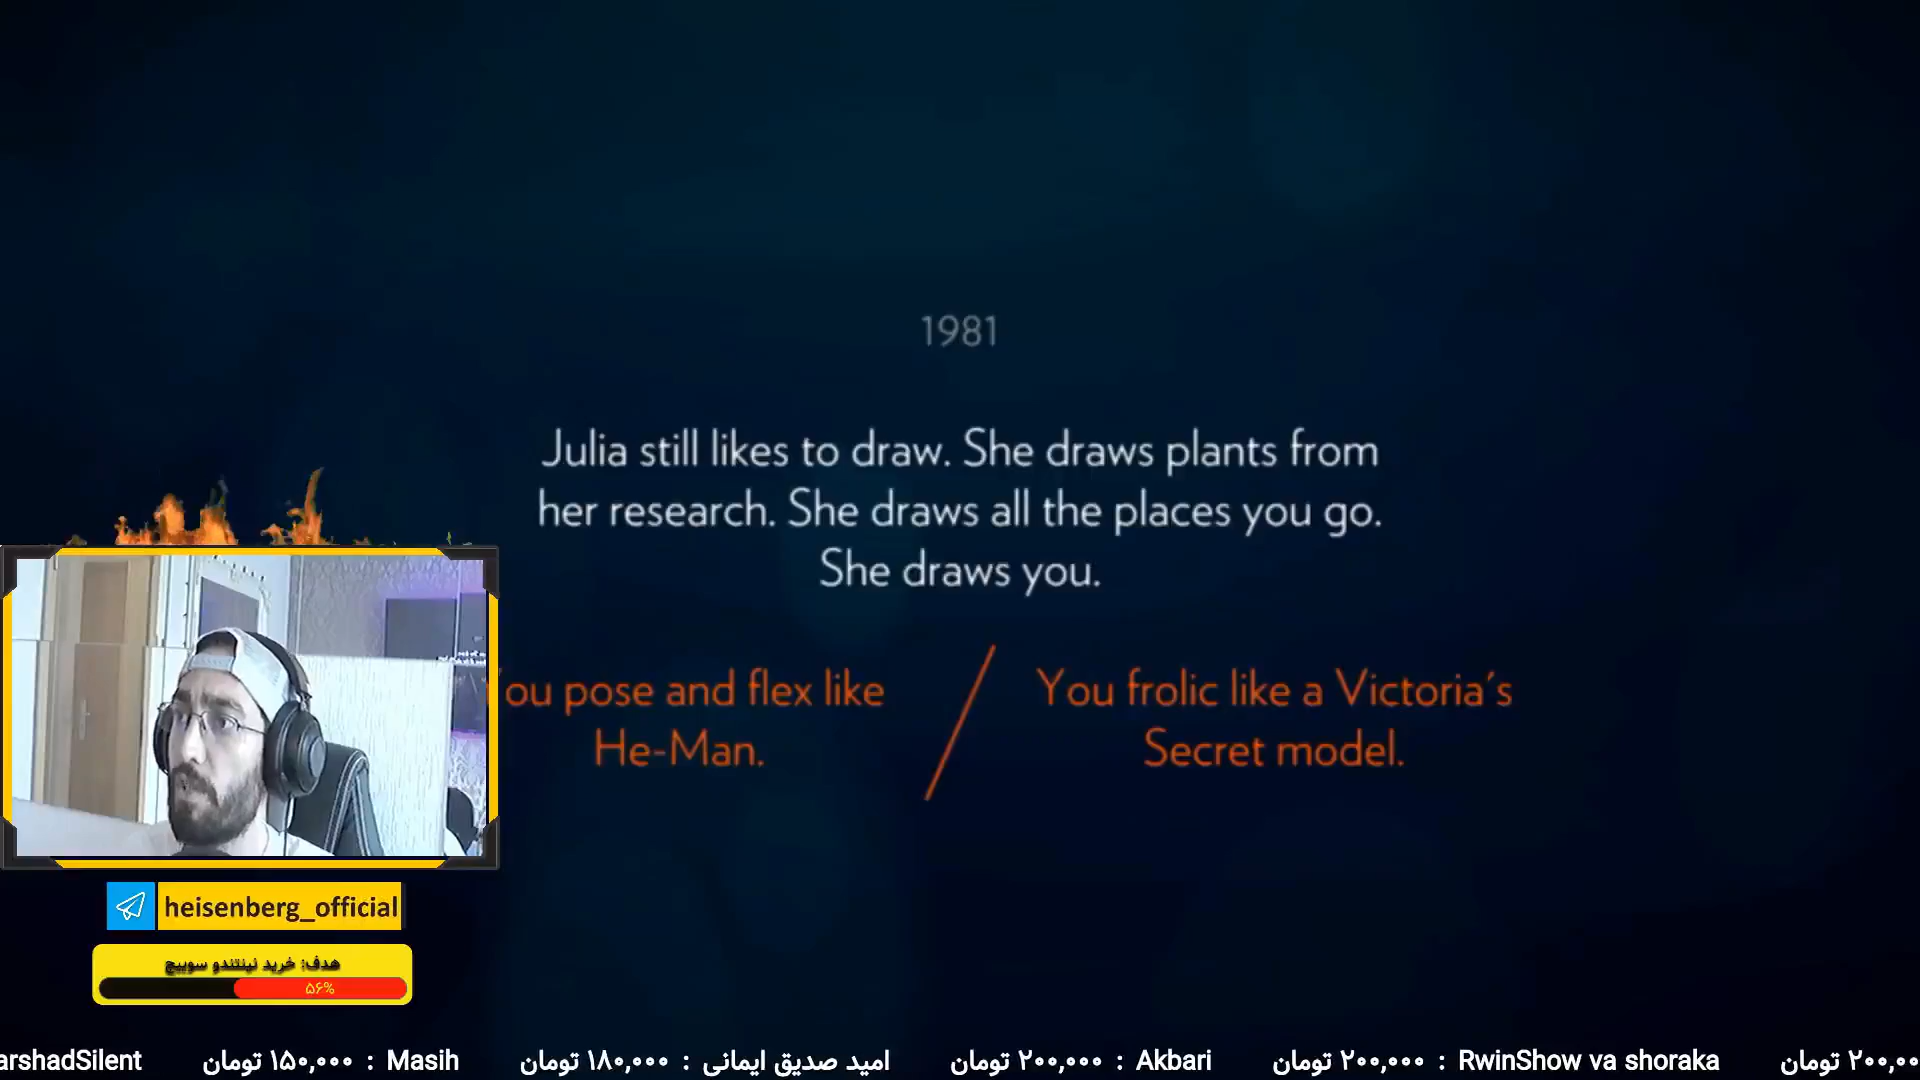 1981
Julia still likes to draw. She draws plants from
her research. She draws all the places you go.
She draws you.
ou pose and flex like
He-Man.
You frolic like a Victoria's
Secret model.
heisenberg_official
هدف: خرید نینتندو سوییچ
۵۶%
arshadSilent
Masih : ۱۵۰,۰۰۰ تومان
امید صدیق ایمانی : ۱۸۰,۰۰۰ تومان
Akbari : ۲۰۰,۰۰۰ تومان
RwinShow va shoraka : ۲۰۰,۰۰۰ تومان
۲۰۰,۰۰ تومان